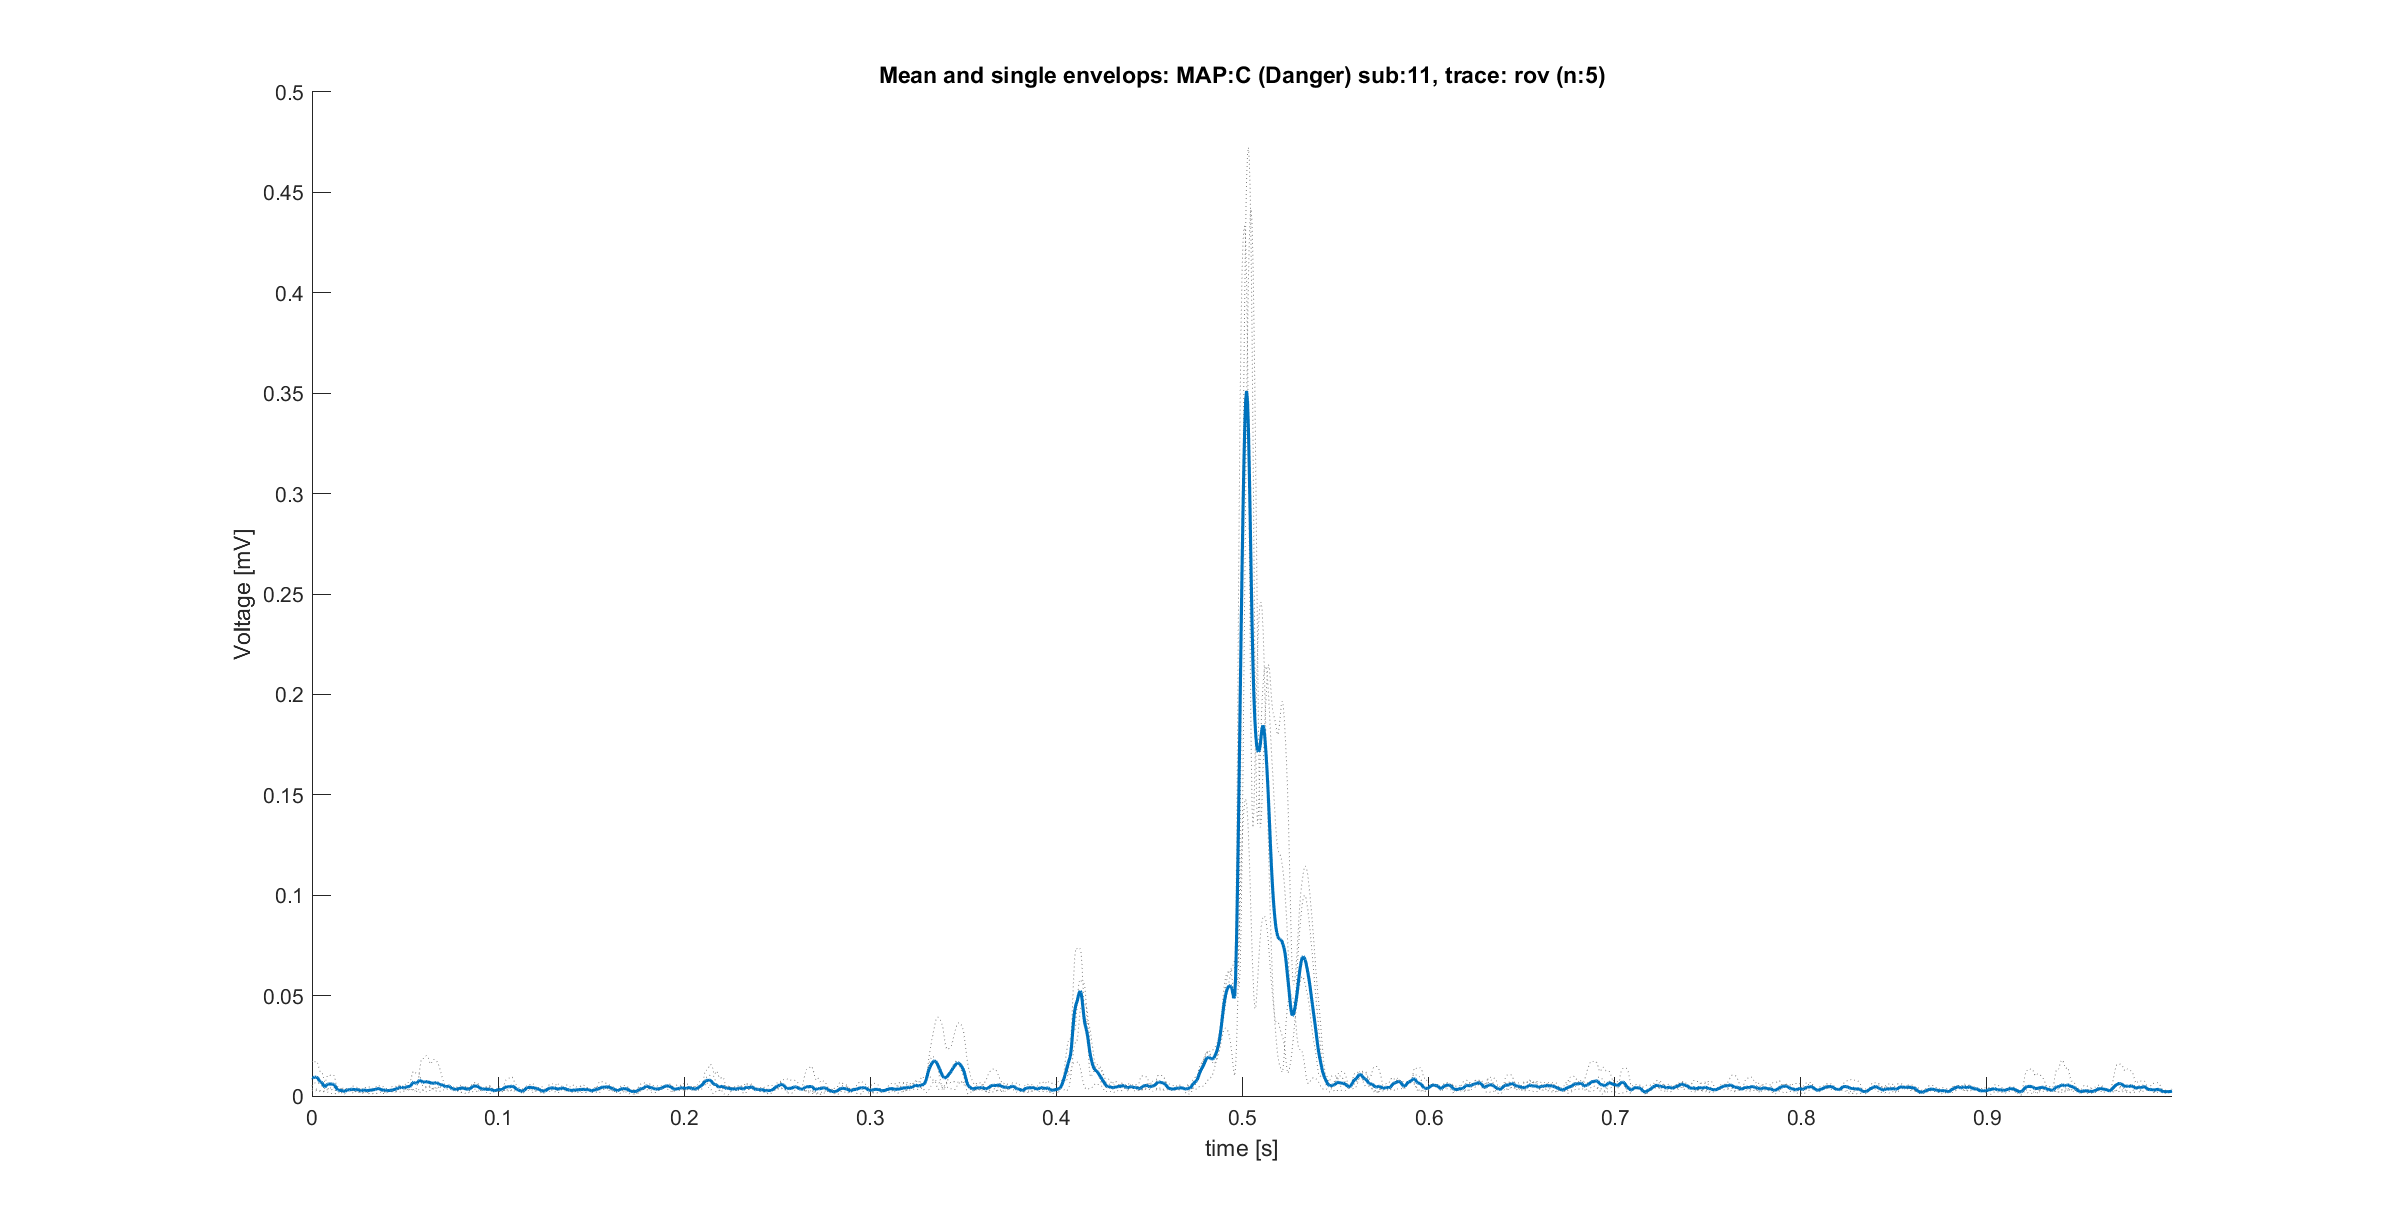 Mean and single envelops: MAP:C (Danger) sub:11, trace: rov (n:5)
0.5
0.45
0.4
0.35
0.3
0.25
0.2
0.15
0.1
0.05
0
Voltage [mV]
0 0.1 0.2 0.3 0.4 0.5 0.6 0.7 0.8 0.9
time [s]